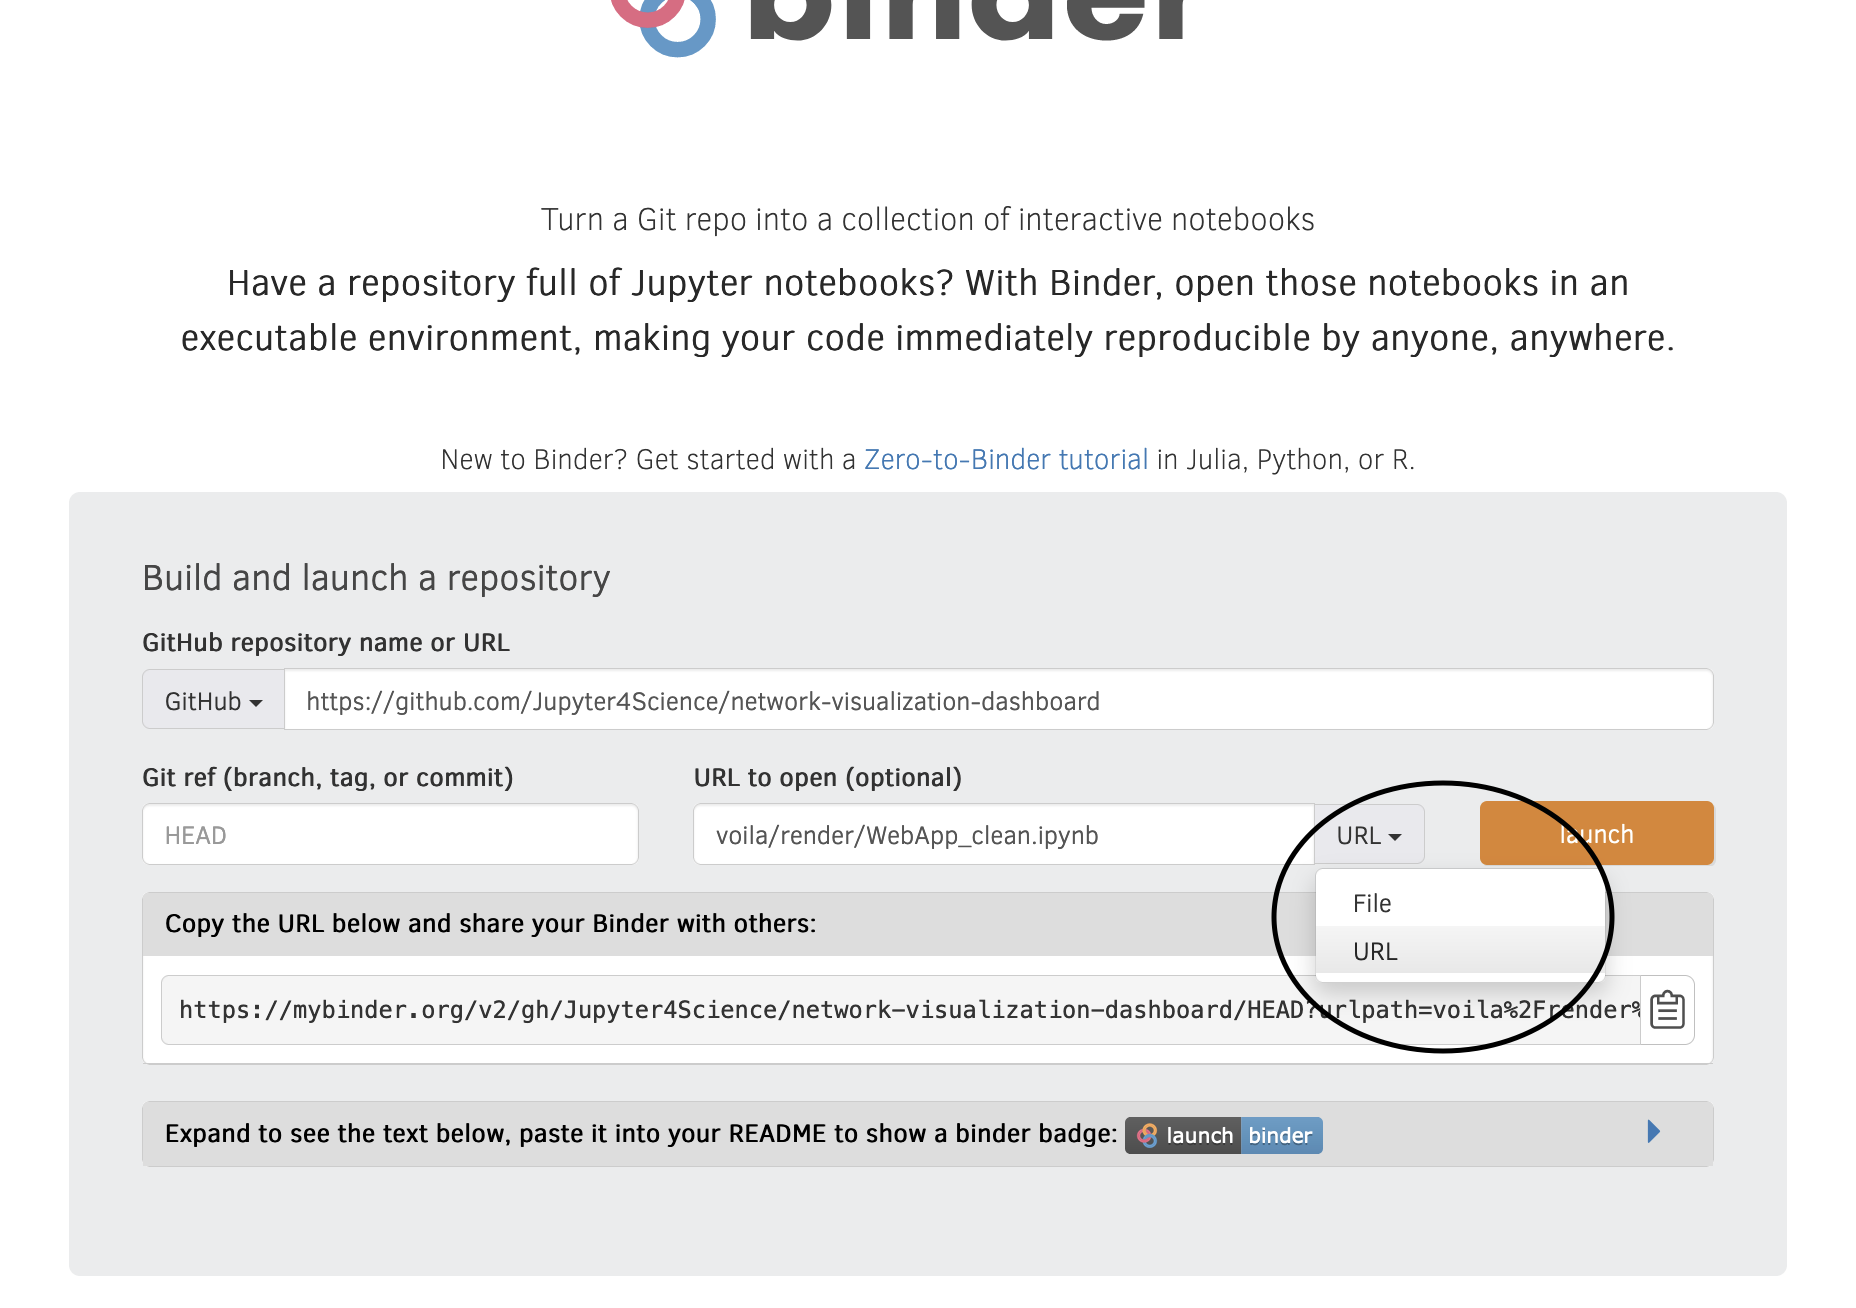 binder
Turn a Git repo into a collection of interactive notebooks
Have a repository full of Jupyter notebooks? With Binder, open those notebooks in an
executable environment, making your code immediately reproducible by anyone, anywhere.
New to Binder? Get started with a Zero-to-Binder tutorial in Julia, Python, or R.
Build and launch a repository
GitHub repository name or URL
GitHub https://github.com/Jupyter4Science/network-visualization-dashboard
Git ref (branch, tag, or commit) URL to open (optional)
HEAD voila/render/WebApp_clean.ipynb URL launch
File
Copy the URL below and share your Binder with others:
URL
https://mybinder.org/v2/gh/Jupyter4Science/network-visualization-dashboard/HEAD?urlpath=voila%2Frender%
Expand to see the text below, paste it into your README to show a binder badge: launch binder